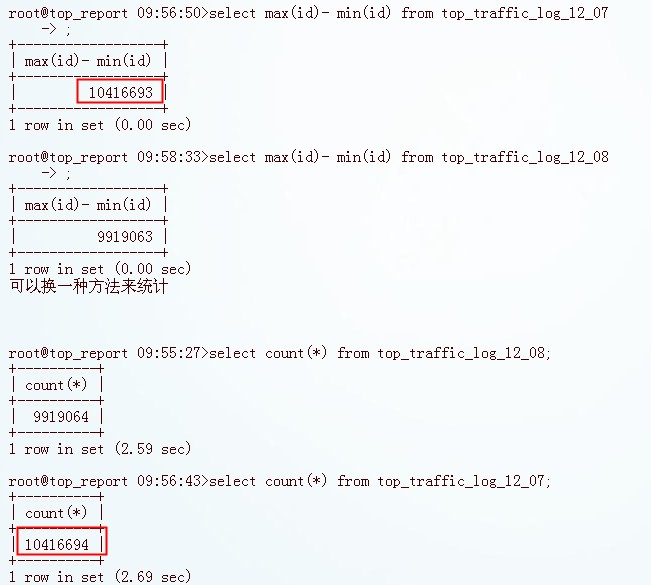 root@top_report 09:56:50>select max(id)- min(id) from top_traffic_log_12_07
    -> ;
+------------------+
| max(id)- min(id) |
+------------------+
|         10416693 |
+------------------+
1 row in set (0.00 sec)
root@top_report 09:58:33>select max(id)- min(id) from top_traffic_log_12_08
    -> ;
+------------------+
| max(id)- min(id) |
+------------------+
|          9919063 |
+------------------+
1 row in set (0.00 sec)
可以换一种方法来统计
root@top_report 09:55:27>select count(*) from top_traffic_log_12_08;
+----------+
| count(*) |
+----------+
|  9919064 |
+----------+
1 row in set (2.59 sec)
root@top_report 09:56:43>select count(*) from top_traffic_log_12_07;
+----------+
| count(*) |
+----------+
| 10416694 |
+----------+
1 row in set (2.69 sec)